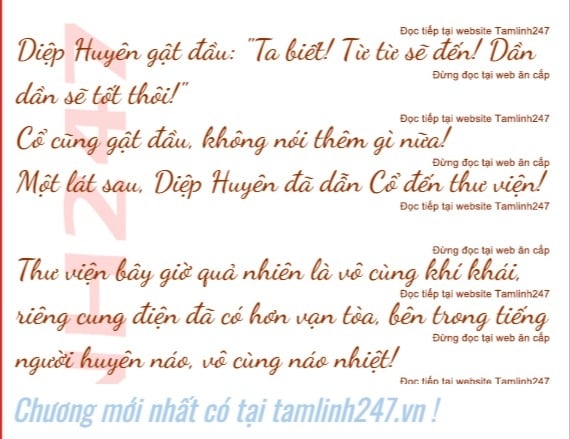 Đọc tiếp tại website Tamlinh247
Diệp Huyên gật đầu: "Ta biết! Từ từ sẽ đến! Dần
Đừng đọc tại web ăn cắp
dần sẽ tốt thôi!"
Đọc tiếp tại website Tamlinh247
Cổ cũng gật đầu, không nói thêm gì nữa!
Đừng đọc tại web ăn cắp
Một lát sau, Diệp Huyên đã dẫn Cổ đến thư viện!
Đọc tiếp tại website Tamlinh247
Đừng đọc tại web ăn cắp
Thư viện bây giờ quả nhiên là vô cùng khí khái,
Đọc tiếp tại website Tamlinh247
riêng cung điện đã có hơn vạn tòa, bên trong tiếng
Đừng đọc tại web ăn cắp
người huyên náo, vô cùng náo nhiệt!
Đọc tiếp tại website Tamlinh247
NH247
Chương mới nhất có tại tamlinh247.vn !